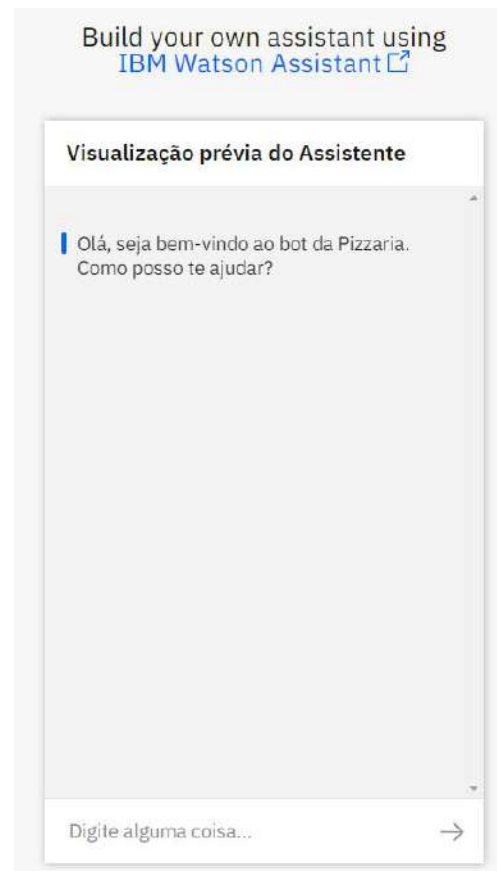 Build your own assistant using
IBM Watson Assistant
Visualização prévia do Assistente
Olá, seja bem-vindo ao bot da Pizzaria.
Como posso te ajudar?
Digite alguma coisa...